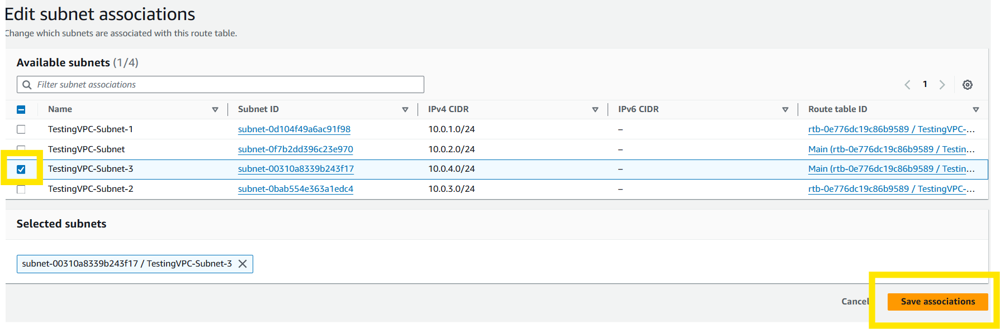 Edit subnet associations
Change which subnets are associated with this route table.
Available subnets (1/4)
Filter subnet associations
1
Name Subnet ID IPv4 CIDR IPv6 CIDR Route table ID
TestingVPC-Subnet-1 subnet-0d104f49a6ac91f98 10.0.1.0/24 – rtb-0e776dc19c86b9589 / TestingVPC-...
TestingVPC-Subnet subnet-0f7b2dd396c23e970 10.0.2.0/24 – Main (rtb-0e776dc19c86b9589 / Testin...
TestingVPC-Subnet-3 subnet-00310a8339b243f17 10.0.4.0/24 – Main (rtb-0e776dc19c86b9589 / Testin...
TestingVPC-Subnet-2 subnet-0bab554e363a1edc4 10.0.3.0/24 – rtb-0e776dc19c86b9589 / TestingVPC-...
Selected subnets
subnet-00310a8339b243f17 / TestingVPC-Subnet-3
Cancel Save associations